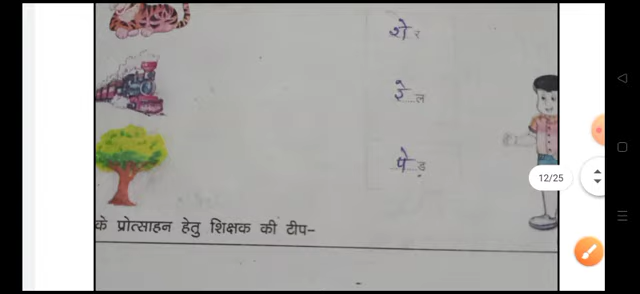 शेर
रेल
पेड़
12/25
के प्रोत्साहन हेतु शिक्षक की टीप-